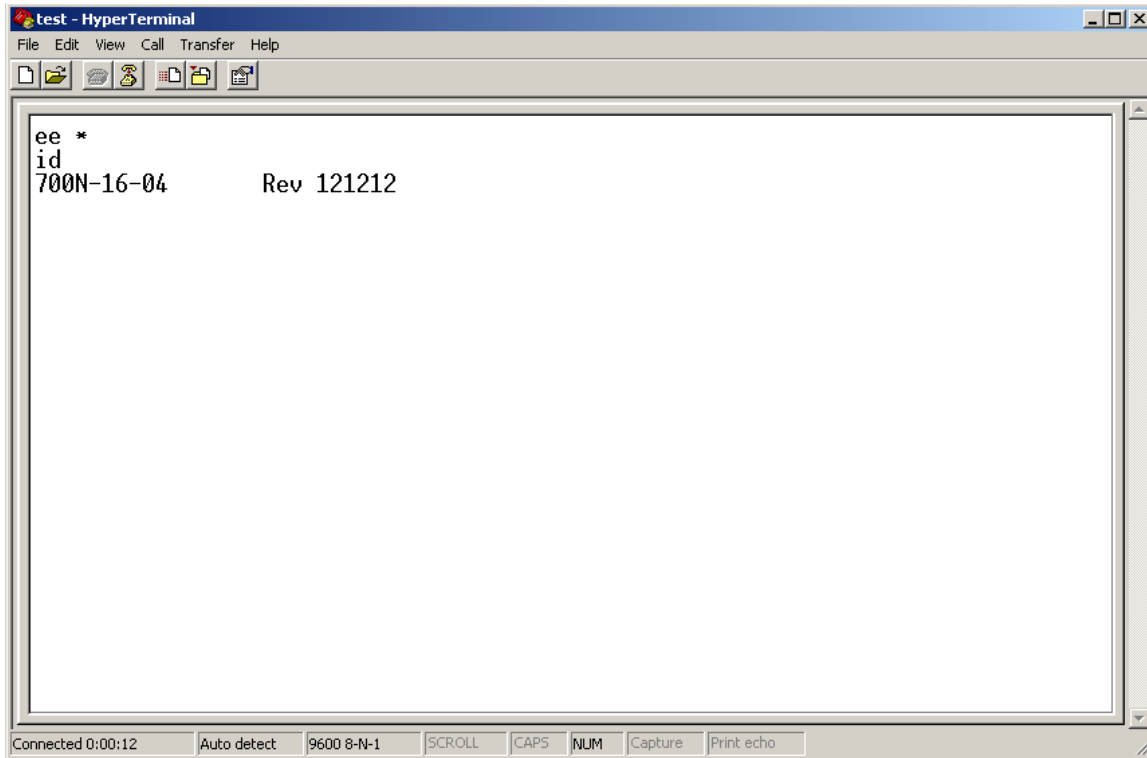 test - HyperTerminal
File Edit View Call Transfer Help
ee *
id
700N-16-04 Rev 121212
Connected 0:00:12 Auto detect 9600 8-N-1 SCROLL CAPS NUM Capture Print echo